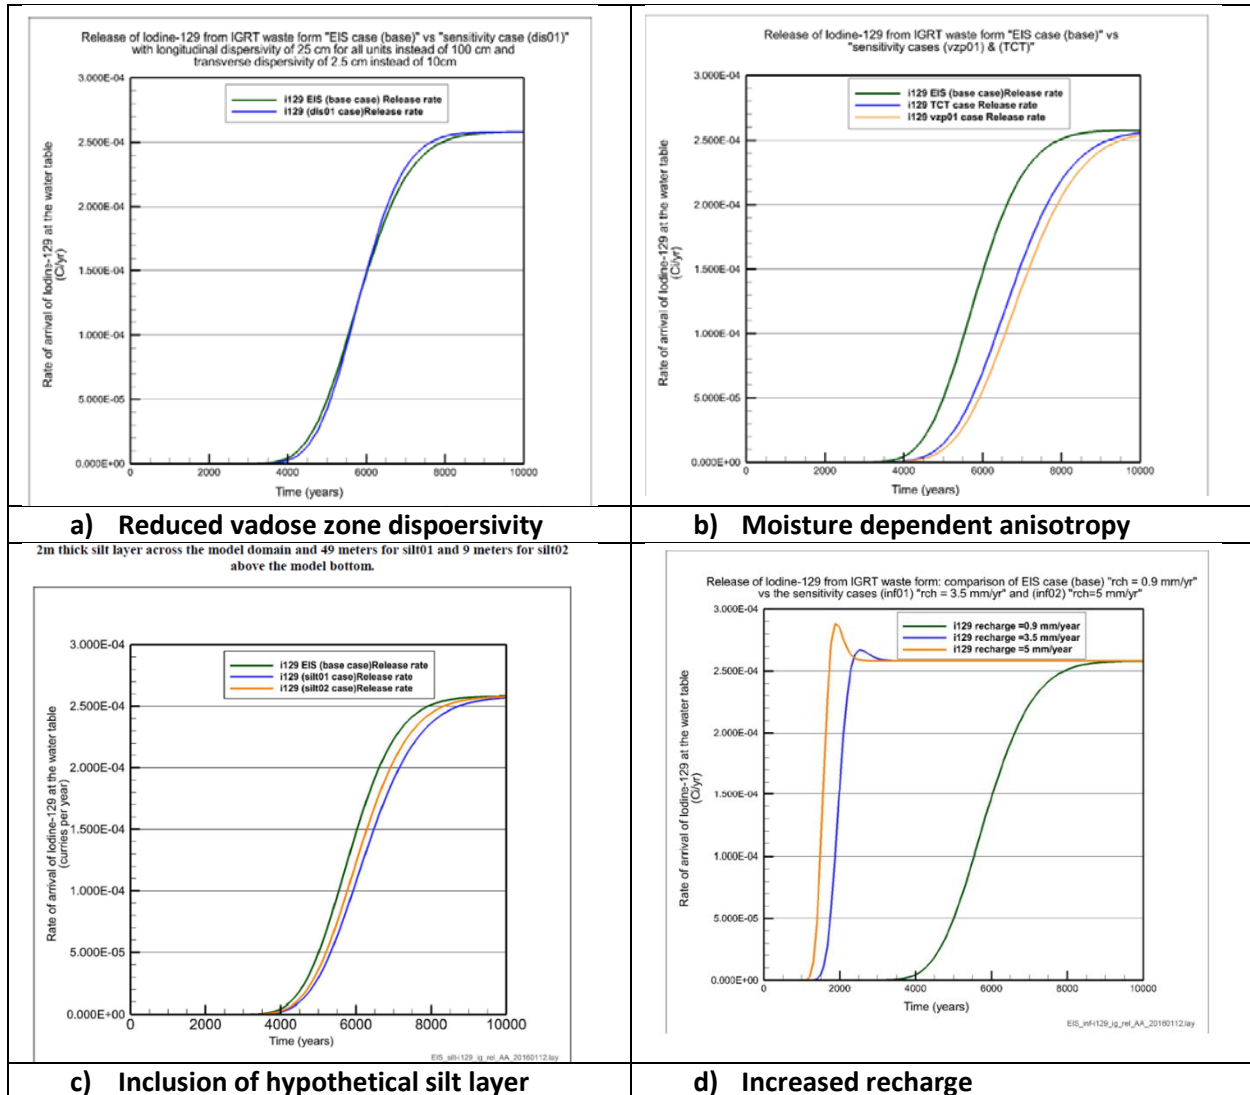 Release of Iodine-129 from IGRT waste form "EIS case (base)" vs "sensitivity case (dis01)"
with longitudinal dispersivity of 25 cm for all units instead of 100 cm and
transverse dispersivity of 2.5 cm instead of 10cm
3.000E-04
i129 EIS (base case) Release rate
i129 (dis01 case)Release rate
2.500E-04
2.000E-04
1.500E-04
1.000E-04
5.000E-05
0.000E+00
Rate of arrival of Iodine-129 at the water table
(Ci/yr)
0 2000 4000 6000 8000 10000
Time (years)
a) Reduced vadose zone dispoersivity
Release of Iodine-129 from IGRT waste form "EIS case (base)" vs
"sensitivity cases (vzp01) & (TCT)"
3.000E-04
i129 EIS (base case)Release rate
i129 TCT case Release rate
i129 vzp01 case Release rate
2.500E-04
2.000E-04
1.500E-04
1.000E-04
5.000E-05
0.000E+00
Rate of arrival of Iodine-129 at the water table
(Ci/yr)
0 2000 4000 6000 8000 10000
Time (years)
b) Moisture dependent anisotropy
2m thick silt layer across the model domain and 49 meters for silt01 and 9 meters for silt02
above the model bottom.
3.000E-04
i129 EIS (base case)Release rate
i129 (silt01 case)Release rate
i129 (silt02 case)Release rate
2.500E-04
2.000E-04
1.500E-04
1.000E-04
5.000E-05
0.000E+00
Rate of arrival of Iodine-129 at the water table
(curries per year)
0 2000 4000 6000 8000 10000
Time (years)
EIS_silt-i129_ig_rel_AA_20160112.lay
c) Inclusion of hypothetical silt layer
Release of Iodine-129 from IGRT waste form: comparison of EIS case (base) "rch = 0.9 mm/yr"
vs the sensitivity cases (inf01) "rch = 3.5 mm/yr" and (inf02) "rch=5 mm/yr"
3.000E-04
i129 recharge =0.9 mm/year
i129 recharge =3.5 mm/year
i129 recharge =5 mm/year
2.500E-04
2.000E-04
1.500E-04
1.000E-04
5.000E-05
0.000E+00
Rate of arrival of Iodine-129 at the water table
(Ci/yr)
0 2000 4000 6000 8000 10000
Time (years)
EIS_inf-i129_ig_rel_AA_20160112.lay
d) Increased recharge